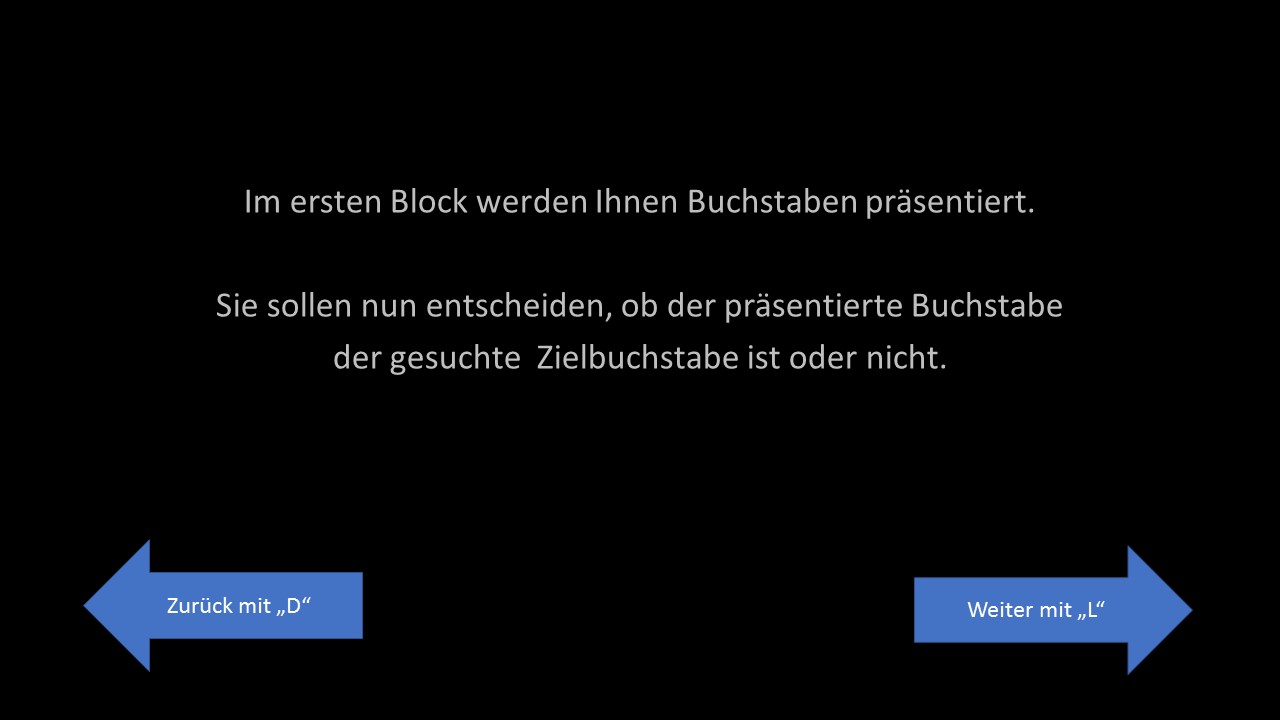 Im ersten Block werden Ihnen Buchstaben präsentiert.
Sie sollen nun entscheiden, ob der präsentierte Buchstabe
der gesuchte  Zielbuchstabe ist oder nicht.
Zurück mit „D“
Weiter mit „L“